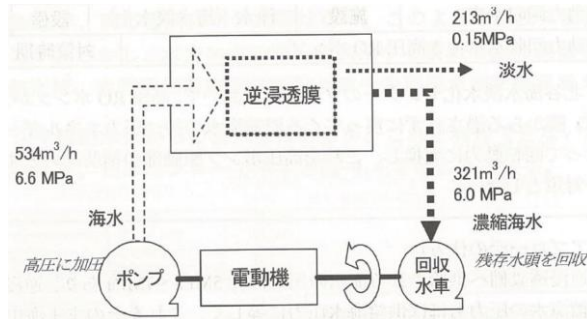 213m³/h
0.15MPa
淡水
逆浸透膜
534m³/h
6.6 MPa
海水
321m³/h
6.0 MPa
濃縮海水
高圧に加圧
ポンプ
電動機
回収
水車
残存水頭を回収